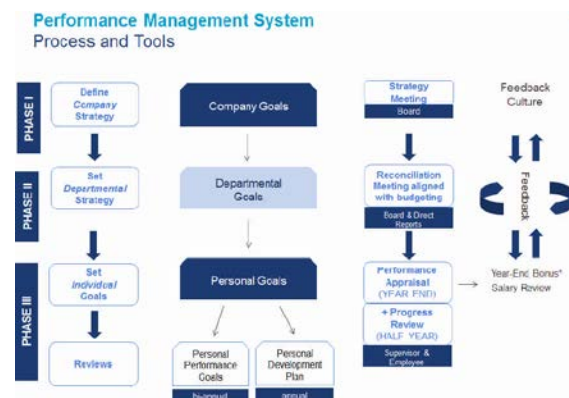 Performance Management System
Process and Tools
PHASE I
Define
Company
Strategy
Company Goals
Strategy
Meeting
Board
Feedback
Culture
PHASE II
Set
Departmental
Strategy
Departmental
Goals
Reconciliation
Meeting aligned
with budgeting
Board & Direct
Reports
Feedback
PHASE III
Set
Individual
Goals
Personal Goals
Performance
Appraisal
(YEAR END)
Year-End Bonus*
Salary Review
+ Progress
Review
(HALF YEAR)
Supervisor &
Employee
Reviews
Personal
Performance
Goals
bi-annual
Personal
Development
Plan
annual